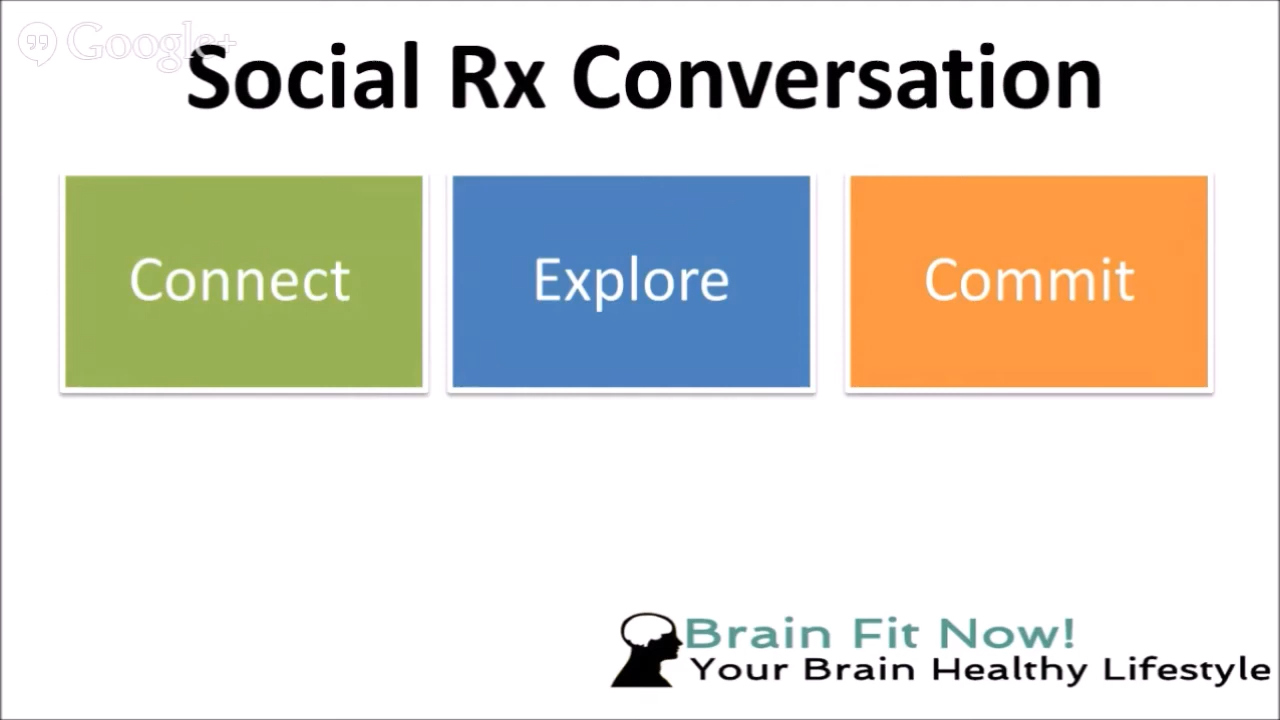 Google+
Social Rx Conversation
Connect
Explore
Commit
Brain Fit Now!
Your Brain Healthy Lifestyle